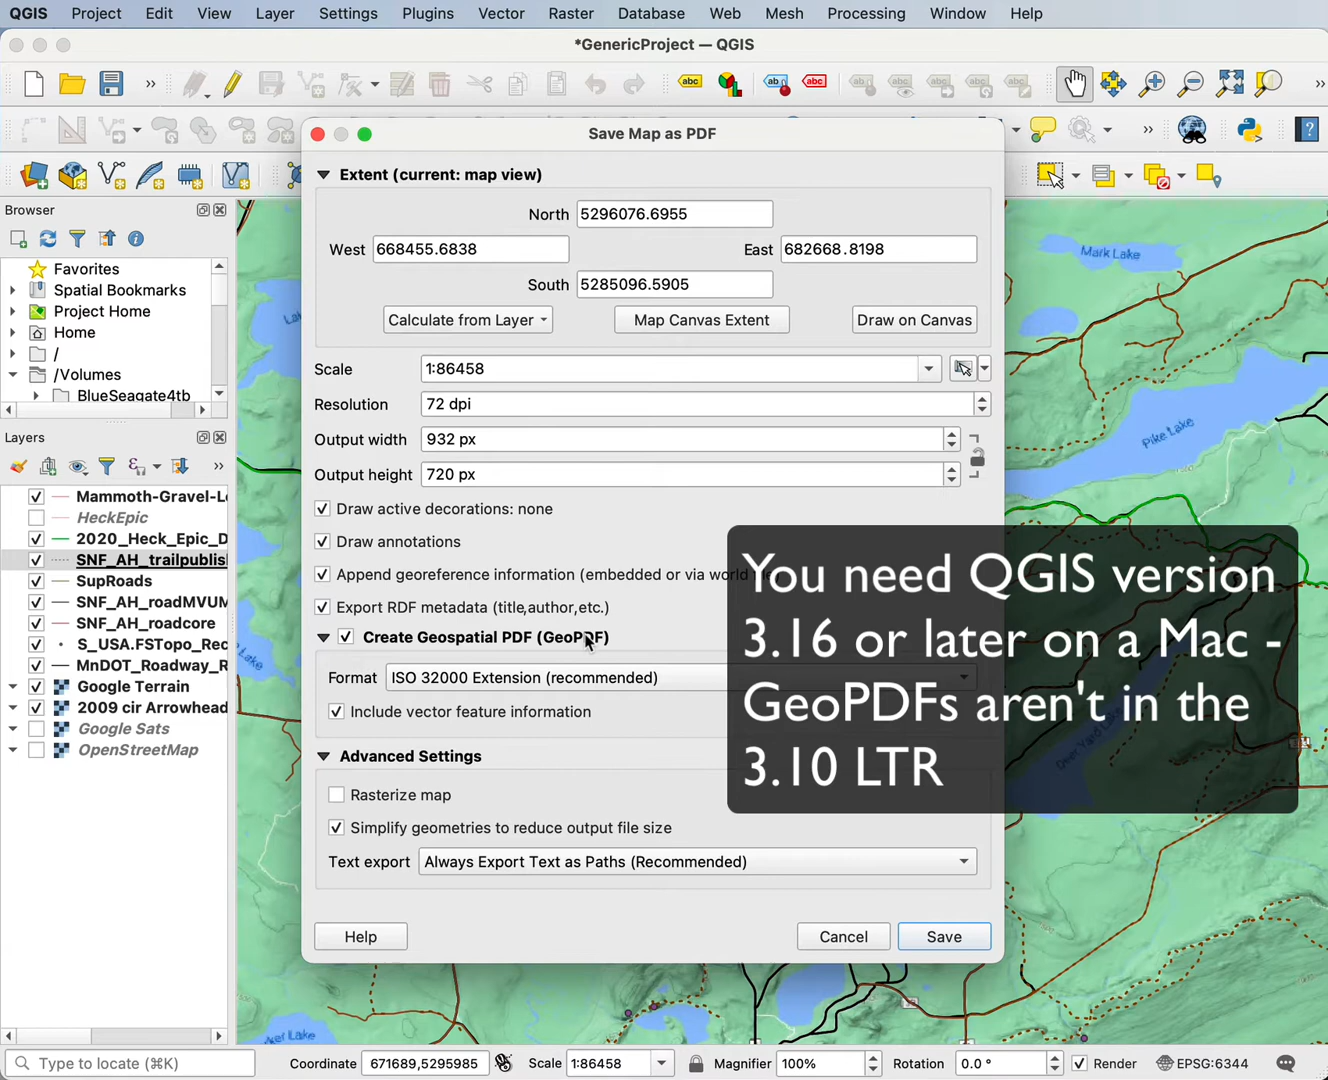 QGIS Project Edit View Layer Settings Plugins Vector Raster Database Web Mesh Processing Window Help
*GenericProject — QGIS
Save Map as PDF
Extent (current: map view)
North 5296076.6955
West 668455.6838 East 682668.8198
South 5285096.5905
Calculate from Layer Map Canvas Extent Draw on Canvas
Scale 1:86458
Resolution 72 dpi
Output width 932 px
Output height 720 px
Draw active decorations: none
Draw annotations
Append georeference information (embedded or via world
Export RDF metadata (title,author,etc.)
Create Geospatial PDF (GeoPDF)
Format ISO 32000 Extension (recommended)
Include vector feature information
Advanced Settings
Rasterize map
Simplify geometries to reduce output file size
Text export Always Export Text as Paths (Recommended)
Help Cancel Save
You need QGIS version
3.16 or later on a Mac -
GeoPDFs aren't in the
3.10 LTR
Browser
Favorites
Spatial Bookmarks
Project Home
Home
/
/Volumes
BlueSeagate4tb
Layers
Mammoth-Gravel-L
HeckEpic
2020_Heck_Epic_D
SNF_AH_trailpublis
SupRoads
SNF_AH_roadMVUM
SNF_AH_roadcore
S_USA.FSTopo_Rec
MnDOT_Roadway_R
Google Terrain
2009 cir Arrowhead
Google Sats
OpenStreetMap
Mark Lake
Pike Lake
Deer Yard Lake
Type to locate (⌘K) Coordinate 671689,5295985 Scale 1:86458 Magnifier 100% Rotation 0.0 ° Render EPSG:6344